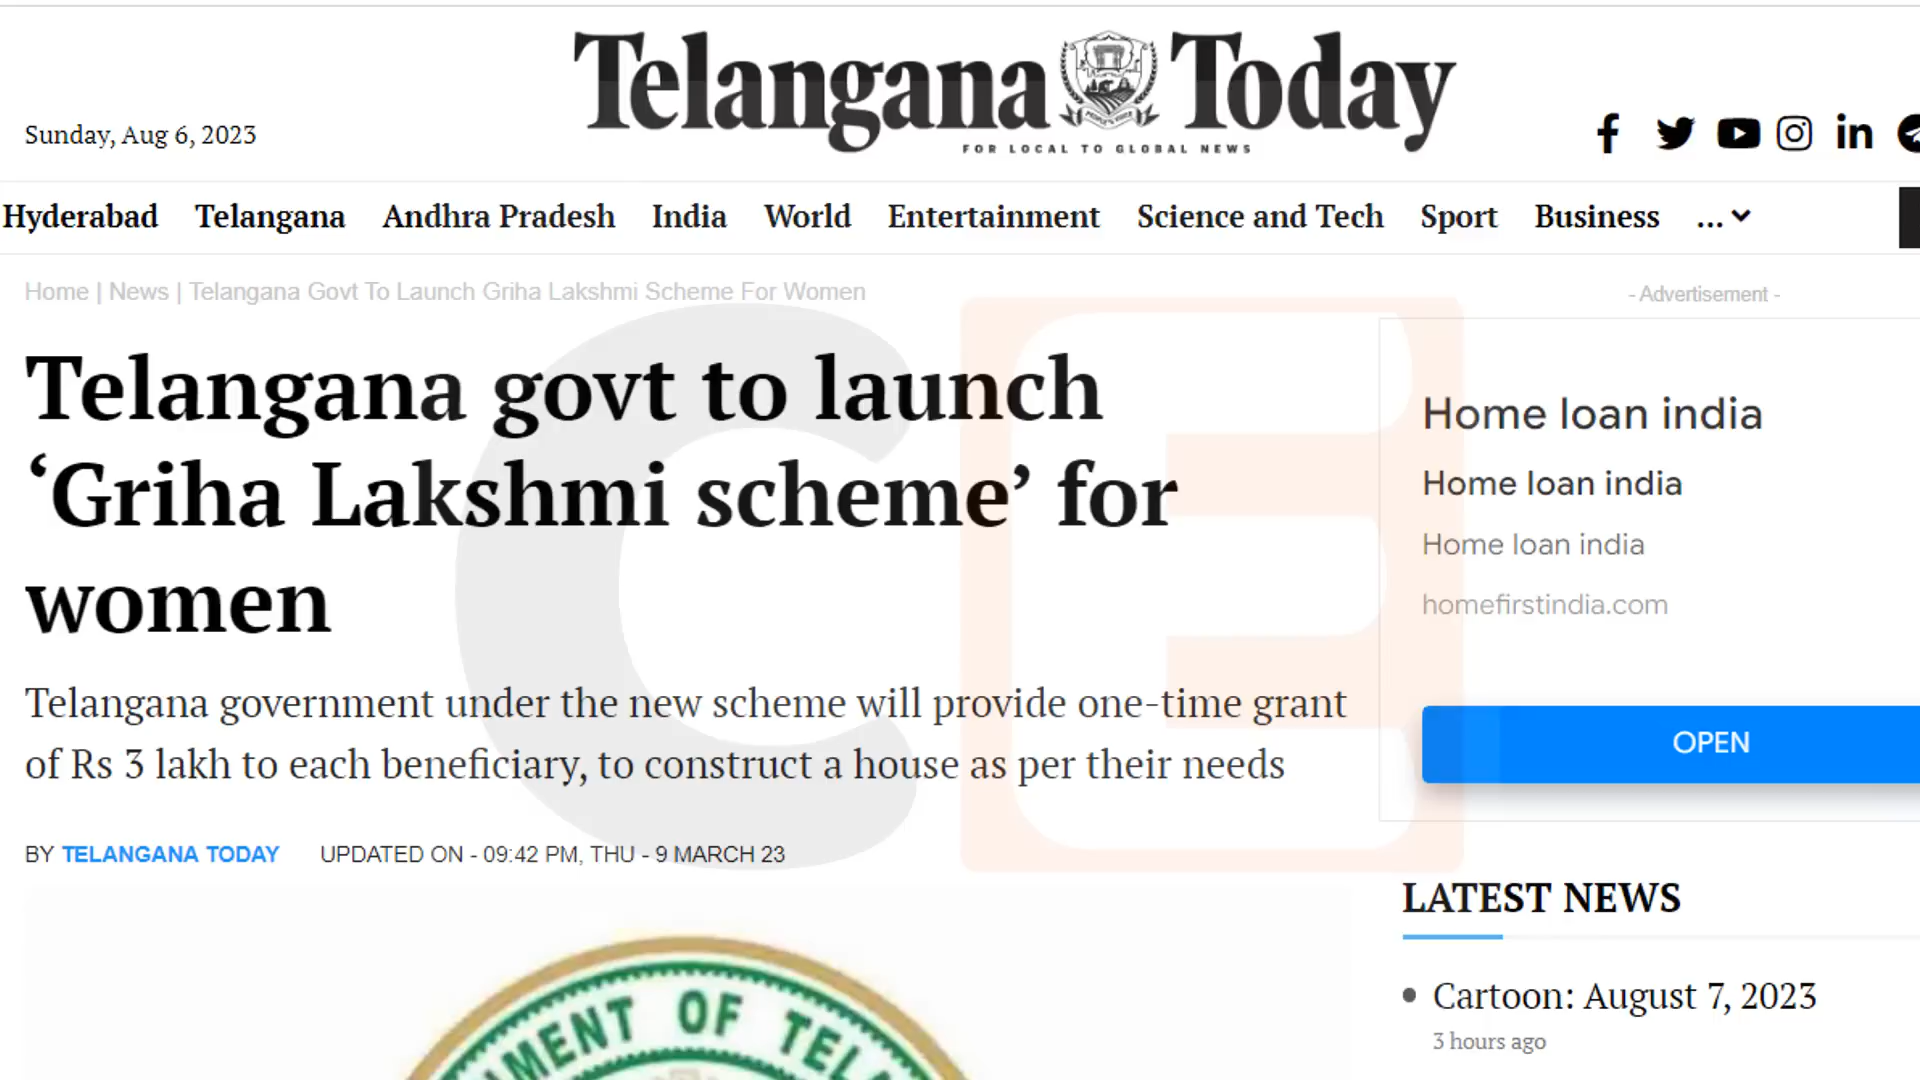 Telangana Today
FOR LOCAL TO GLOBAL NEWS
Sunday, Aug 6, 2023
Hyderabad Telangana Andhra Pradesh India World Entertainment Science and Tech Sport Business ...
Home | News | Telangana Govt To Launch Griha Lakshmi Scheme For Women
Telangana govt to launch
‘Griha Lakshmi scheme’ for
women
Telangana government under the new scheme will provide one-time grant
of Rs 3 lakh to each beneficiary, to construct a house as per their needs
BY TELANGANA TODAY UPDATED ON - 09:42 PM, THU - 9 MARCH 23
OF
- Advertisement -
Home loan india
Home loan india
Home loan india
homefirstindia.com
OPEN
LATEST NEWS
Cartoon: August 7, 2023
3 hours ago
CE